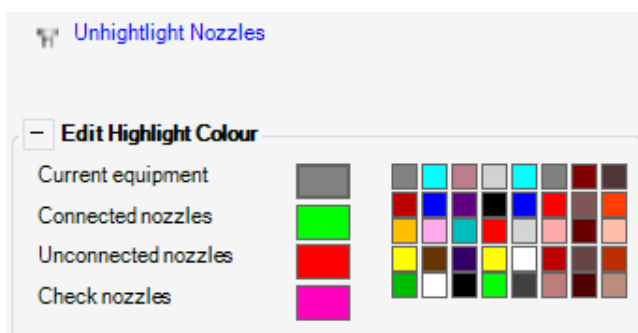 Unhightlight Nozzles
Edit Highlight Colour
Current equipment
Connected nozzles
Unconnected nozzles
Check nozzles